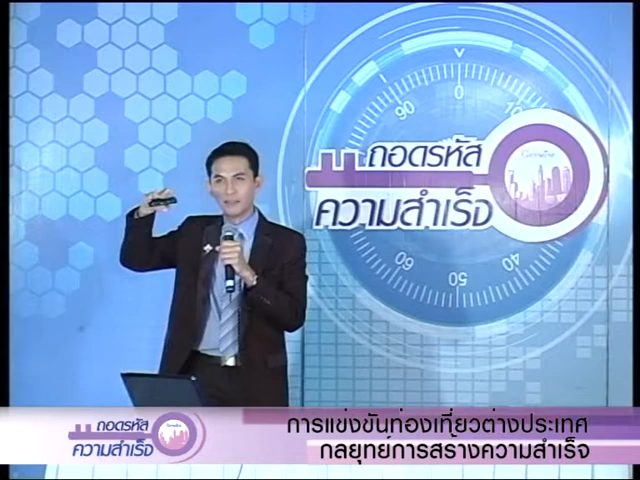 90
0
10
ถอดรหัส
ความสำเร็จ
Giffarine
60
50
40
ถอดรหัส
ความสำเร็จ
การแข่งขันท่องเที่ยวต่างประเทศ
กลยุทย์การสร้างความสำเร็จ